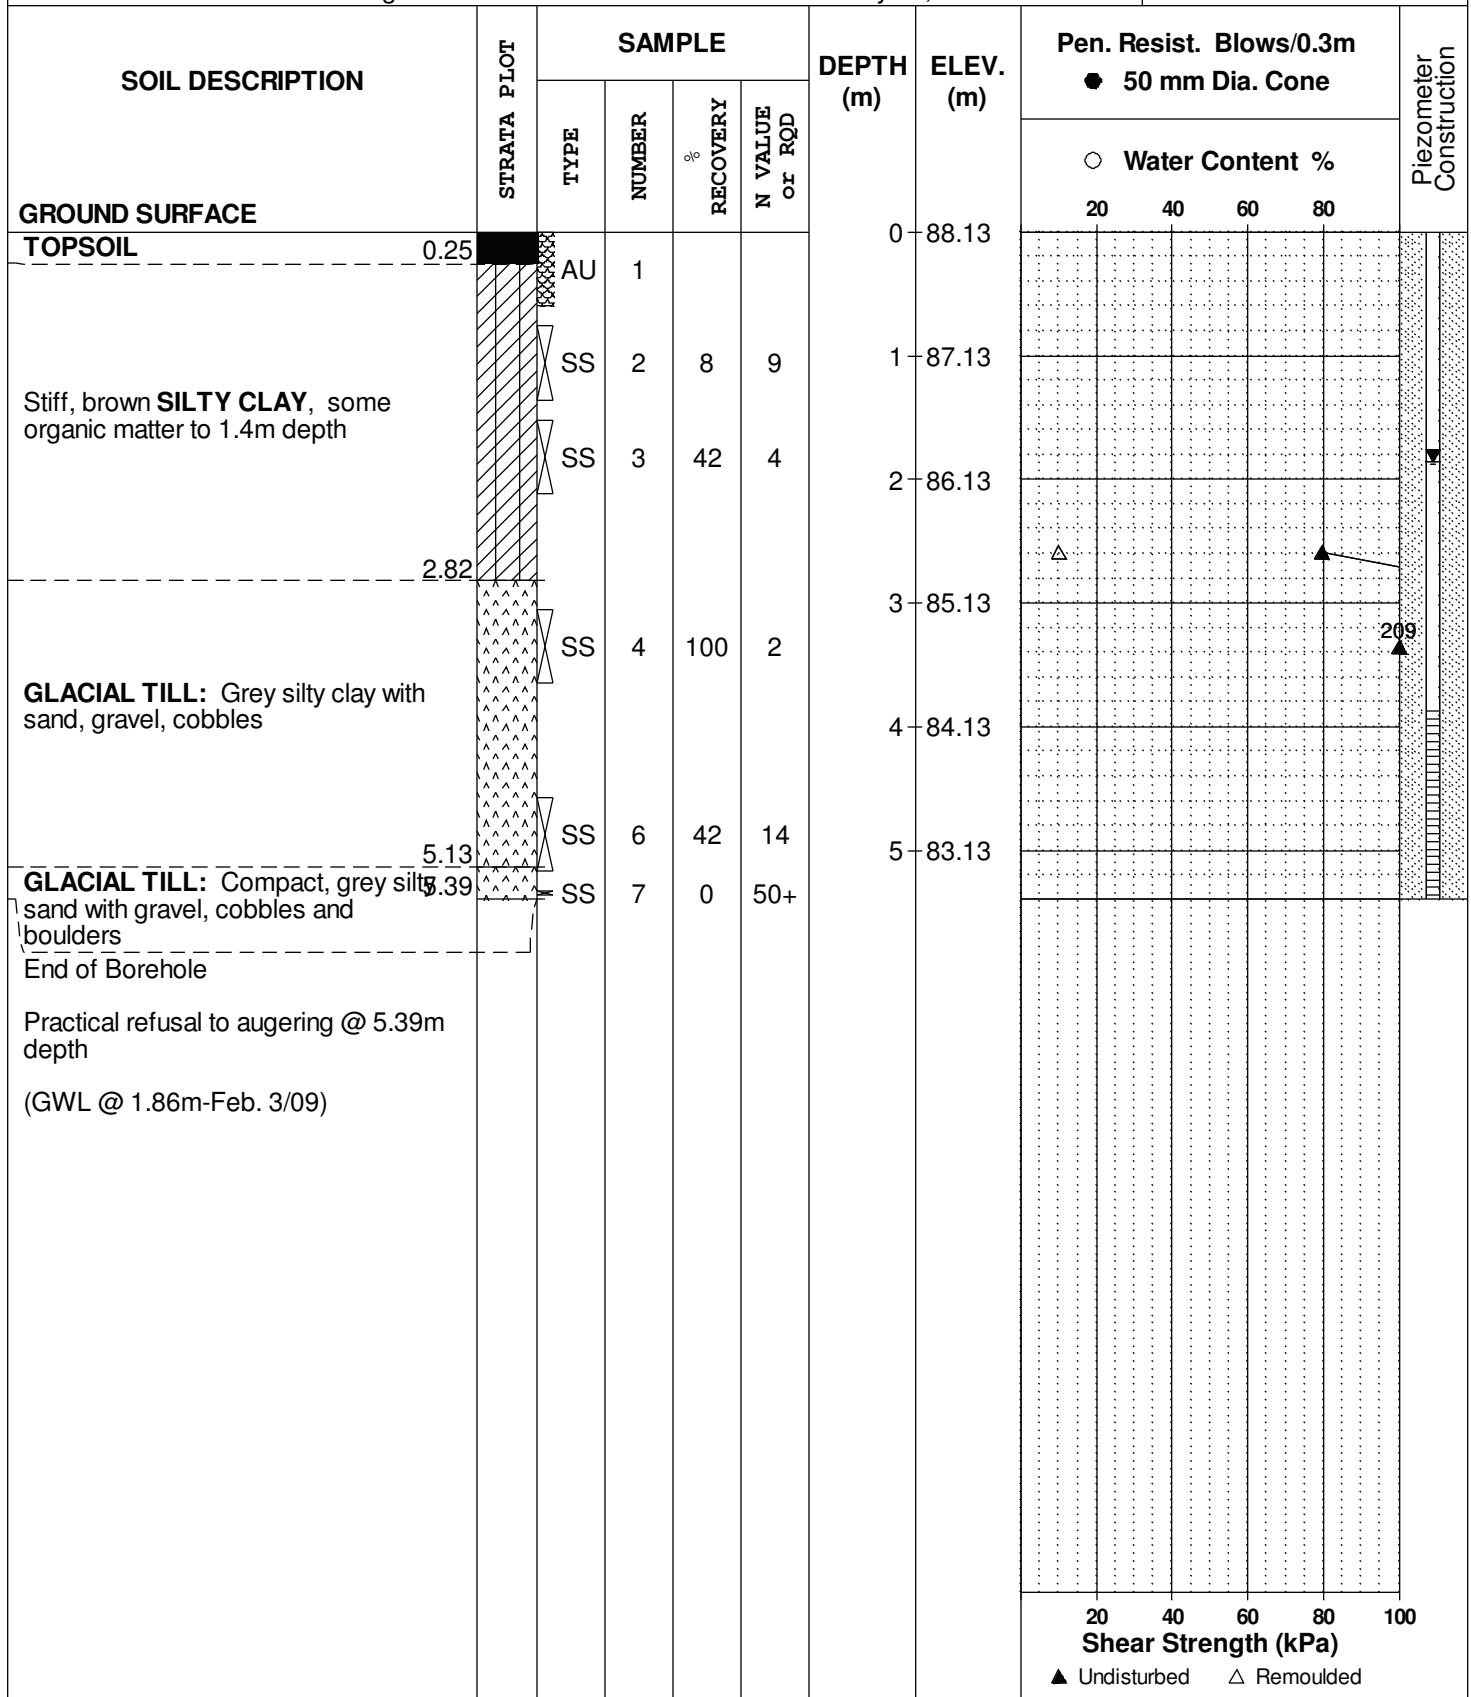 SOIL DESCRIPTION
GROUND SURFACE
STRATA PLOT
SAMPLE
TYPE
NUMBER
% RECOVERY
N VALUE or RQD
DEPTH (m)
ELEV. (m)
Pen. Resist. Blows/0.3m
● 50 mm Dia. Cone
○ Water Content %
20 40 60 80
Piezometer Construction
TOPSOIL 0.25
AU 1
0 88.13
SS 2 8 9
1 87.13
Stiff, brown SILTY CLAY, some
organic matter to 1.4m depth
SS 3 42 4
2 86.13
2.82
3 85.13
209
SS 4 100 2
GLACIAL TILL: Grey silty clay with
sand, gravel, cobbles
4 84.13
SS 6 42 14
5.13
5 83.13
GLACIAL TILL: Compact, grey silty 5.39
sand with gravel, cobbles and
boulders
SS 7 0 50+
End of Borehole
Practical refusal to augering @ 5.39m
depth
(GWL @ 1.86m-Feb. 3/09)
20 40 60 80 100
Shear Strength (kPa)
▲ Undisturbed △ Remoulded